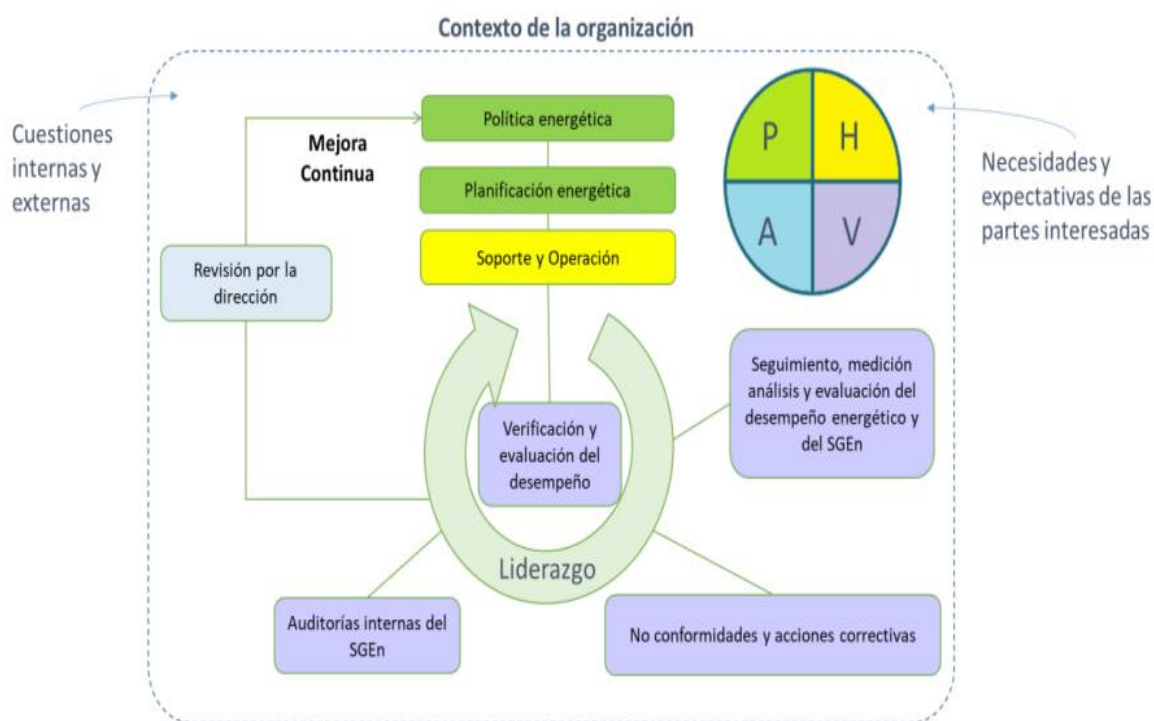 Contexto de la organización
Cuestiones
internas y
externas
Mejora
Continua
Política energética
Planificación energética
Soporte y Operación
P
H
A
V
Necesidades y
expectativas de las
partes interesadas
Revisión por la
dirección
Seguimiento, medición
análisis y evaluación del
desempeño energético y
del SGEn
Verificación y
evaluación del
desempeño
Liderazgo
Auditorías internas del
SGEn
No conformidades y acciones correctivas